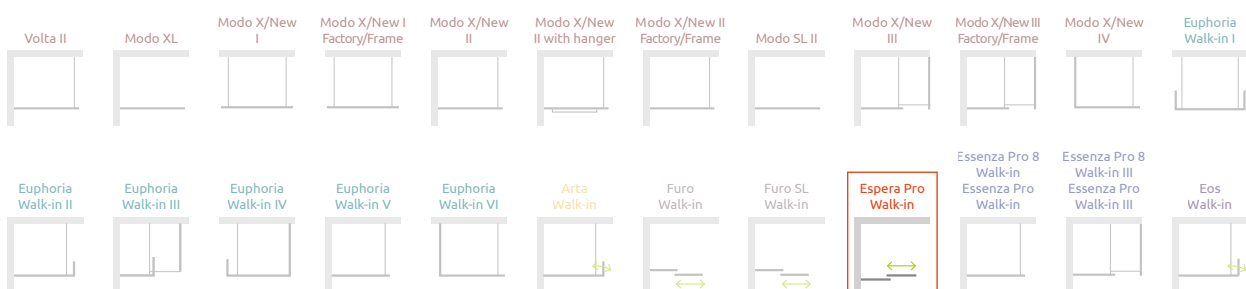 Volta II
Modo XL
Modo X/New
I
Modo X/New I
Factory/Frame
Modo X/New
II
Modo X/New
II with hanger
Modo X/New II
Factory/Frame
Modo SL II
Modo X/New
III
Modo X/New III
Factory/Frame
Modo X/New
IV
Euphoria
Walk-in I
Euphoria
Walk-in II
Euphoria
Walk-in III
Euphoria
Walk-in IV
Euphoria
Walk-in V
Euphoria
Walk-in VI
Arta
Walk-in
Furo
Walk-in
Furo SL
Walk-in
Espera Pro
Walk-in
Essenza Pro 8
Walk-in
Essenza Pro
Walk-in
Essenza Pro 8
Walk-in III
Essenza Pro
Walk-in III
Eos
Walk-in